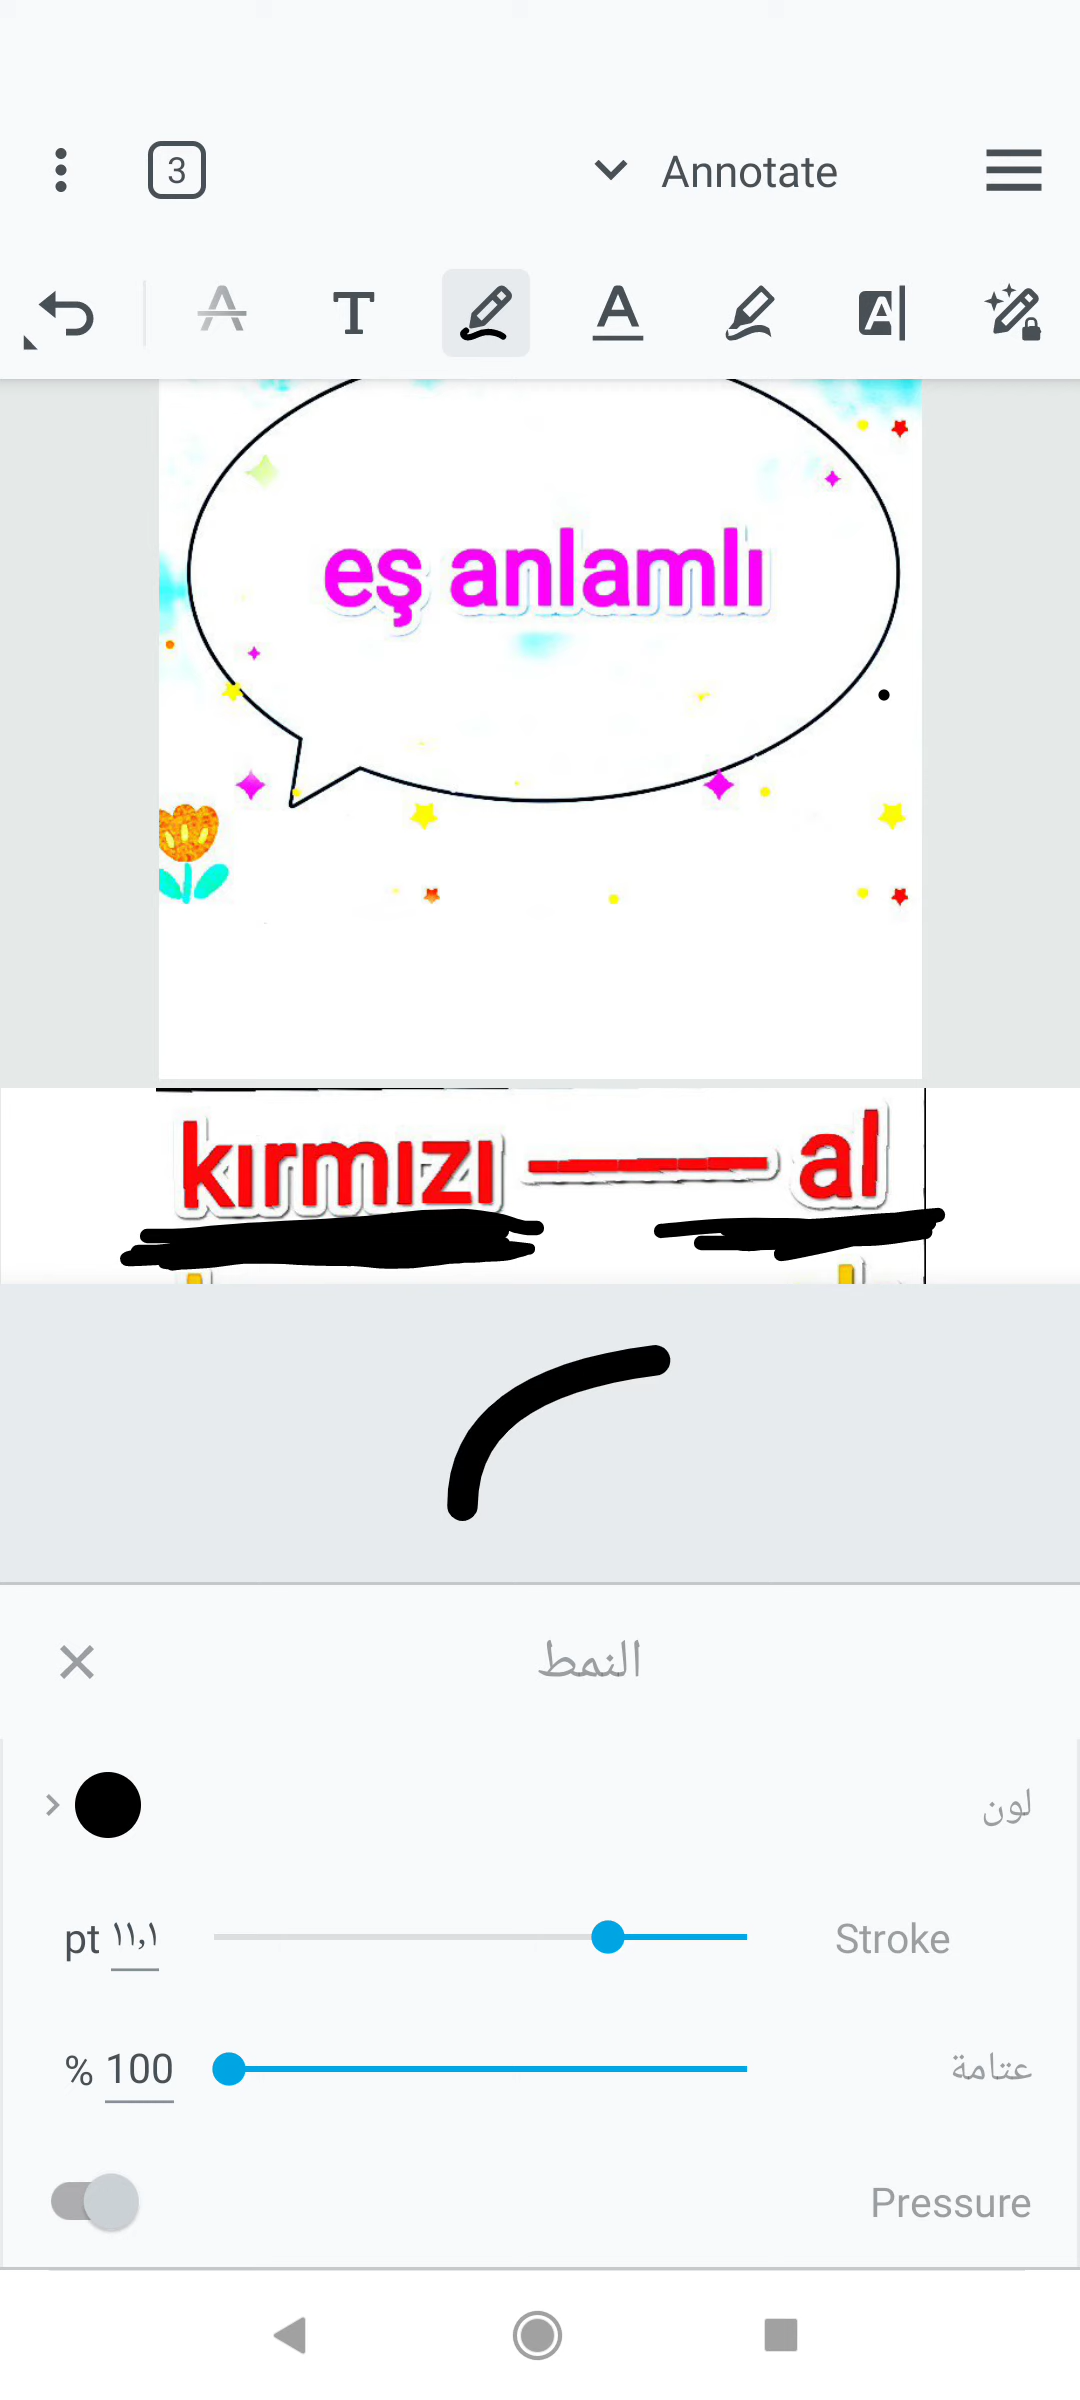 3
Annotate
T
A
A
eş anlamlı
kırmızı — al
النمط
لون
pt ١١,١
Stroke
% 100
عتامة
Pressure